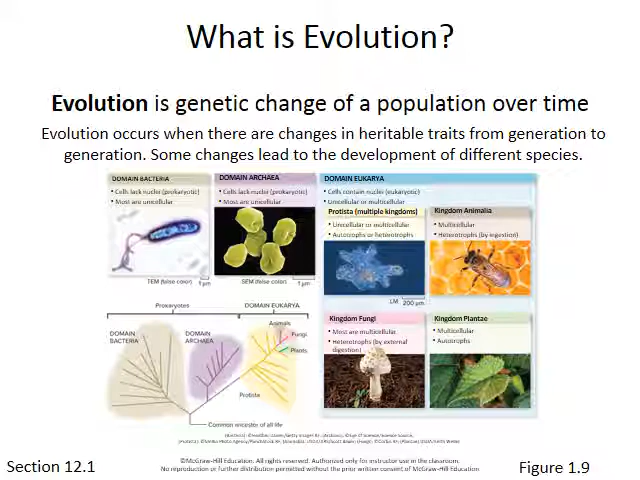 What is Evolution?
Evolution is genetic change of a population over time
Evolution occurs when there are changes in heritable traits from generation to
generation. Some changes lead to the development of different species.
DOMAIN BACTERIA
• Cells lack nuclei (prokaryotic)
• Most are unicellular
TEM (false color) 1 µm
DOMAIN ARCHAEA
• Cells lack nuclei (prokaryotic)
• Most are unicellular
SEM (false color) 1 µm
DOMAIN EUKARYA
• Cells contain nuclei (eukaryotic)
• Unicellular or multicellular
Protista (multiple kingdoms)
• Unicellular or multicellular
• Autotrophs or heterotrophs
LM 200 µm
Kingdom Animalia
• Multicellular
• Heterotrophs (by ingestion)
Kingdom Fungi
• Most are multicellular
• Heterotrophs (by external
digestion)
Kingdom Plantae
• Multicellular
• Autotrophs
Prokaryotes
DOMAIN EUKARYA
DOMAIN
BACTERIA
DOMAIN
ARCHAEA
Animals
Fungi
Plants
Protista
Common ancestor of all life
Section 12.1
©McGraw-Hill Education. All rights reserved. Authorized only for instructor use in the classroom.
No reproduction or further distribution permitted without the prior written consent of McGraw-Hill Education.
Figure 1.9